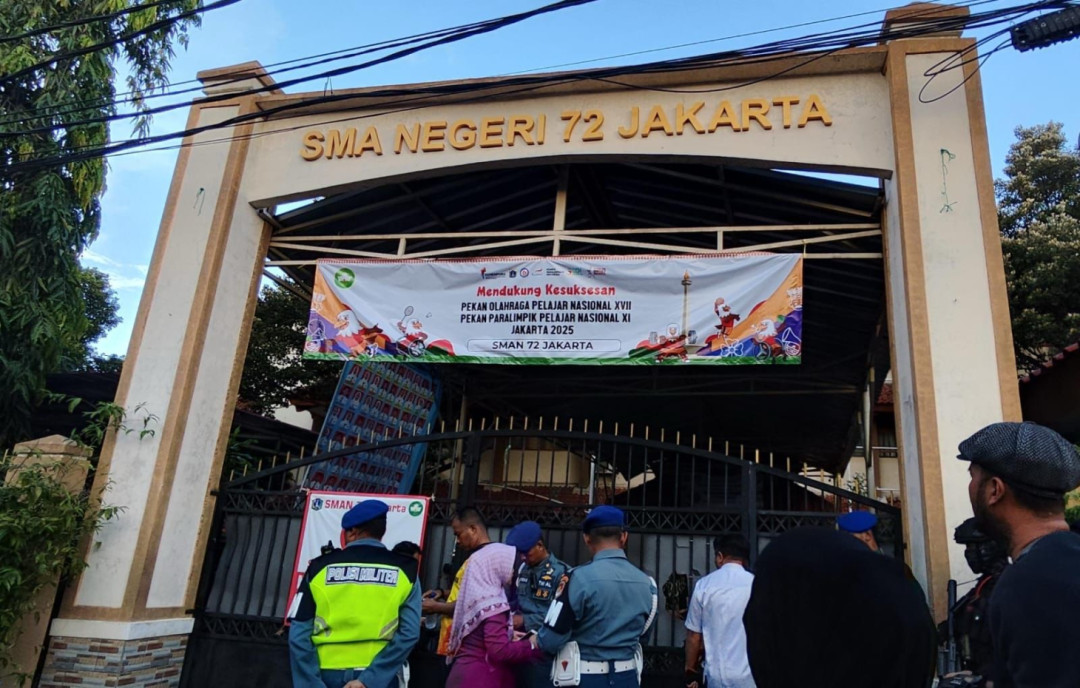 SMA NEGERI 72 JAKARTA
Mendukung Kesuksesan
PEKAN OLAHRAGA PELAJAR NASIONAL XVII
PEKAN PARALIMPIK PELAJAR NASIONAL XI
JAKARTA 2025
SMAN 72 JAKARTA
SMAN
POLISI MILITER